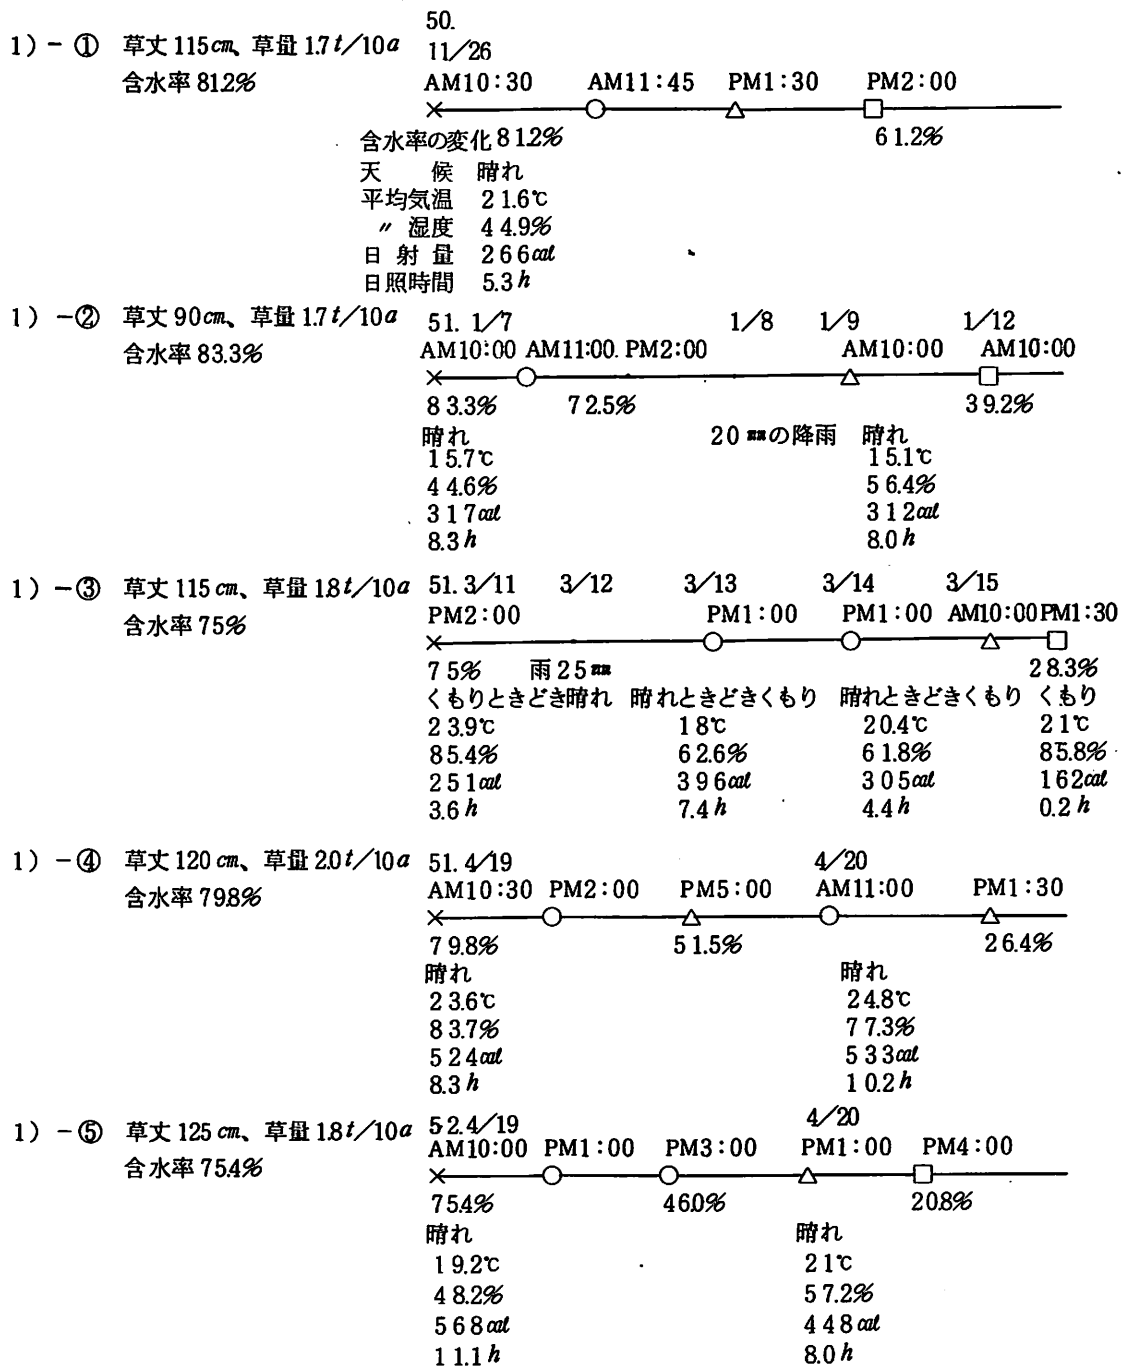 50.
1)-① 草丈115cm、草量1.7t/10a 11/26
含水率81.2% AM10:30 AM11:45 PM1:30 PM2:00
含水率の変化 81.2% 61.2%
天 候 晴れ
平均気温 21.6℃
〃 湿度 44.9%
日射量 266cal
日照時間 5.3h
1)-② 草丈90cm、草量1.7t/10a 51. 1/7 1/8 1/9 1/12
含水率83.3% AM10:00 AM11:00. PM2:00 AM10:00 AM10:00
83.3% 72.5% 39.2%
晴れ 20mmの降雨 晴れ
15.7℃ 15.1℃
44.6% 56.4%
317cal 312cal
8.3h 8.0h
1)-③ 草丈115cm、草量1.8t/10a 51. 3/11 3/12 3/13 3/14 3/15
含水率75% PM2:00 PM1:00 PM1:00 AM10:00 PM1:30
75% 雨25mm 28.3%
くもりときどき晴れ 晴れときどきくもり 晴れときどきくもり くもり
23.9℃ 18℃ 20.4℃ 21℃
85.4% 62.6% 61.8% 85.8%
251cal 396cal 305cal 162cal
3.6h 7.4h 4.4h 0.2h
1)-④ 草丈120cm、草量2.0t/10a 51. 4/19 4/20
含水率79.8% AM10:30 PM2:00 PM5:00 AM11:00 PM1:30
79.8% 51.5% 26.4%
晴れ 晴れ
23.6℃ 24.8℃
83.7% 77.3%
524cal 533cal
8.3h 10.2h
1)-⑤ 草丈125cm、草量1.8t/10a 52. 4/19 4/20
含水率75.4% AM10:00 PM1:00 PM3:00 PM1:00 PM4:00
75.4% 46.0% 20.8%
晴れ 晴れ
19.2℃ 21℃
48.2% 57.2%
568cal 448cal
11.1h 8.0h